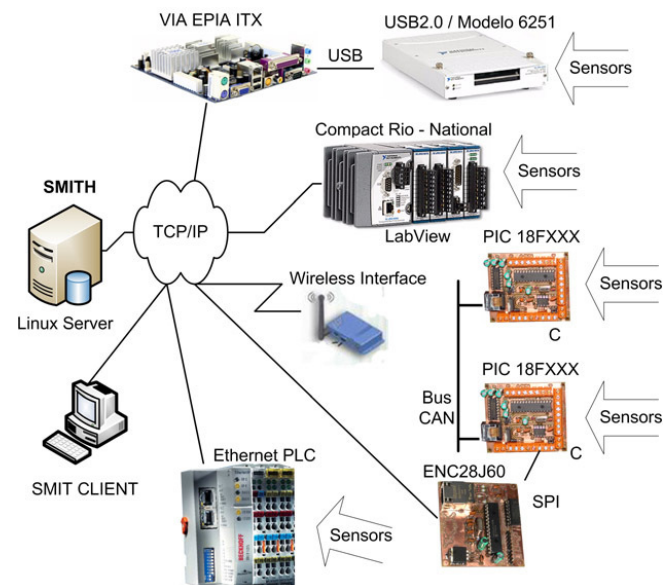 VIA EPIA ITX
USB2.0 / Modelo 6251
USB
Sensors
Compact Rio - National
Sensors
SMITH
TCP/IP
LabView
PIC 18FXXX
Wireless Interface
Sensors
Linux Server
C
PIC 18FXXX
Bus
CAN
Sensors
C
Ethernet PLC
ENC28J60
SMIT CLIENT
SPI
Sensors
BECKHOFF